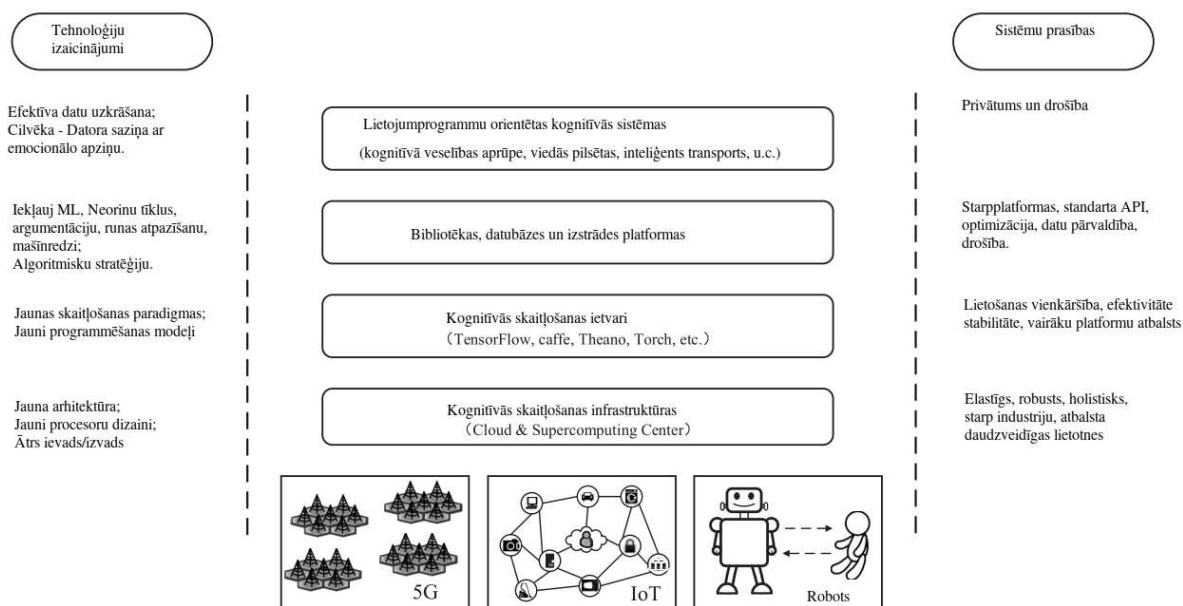 Tehnoloģiju
izaicinājumi
Sistēmu prasības
Efektīva datu uzkrāšana;
Cilvēka - Datora saziņa ar
emocionālo apziņu.
Lietojumprogrammu orientētas kognitīvās sistēmas
(kognitīvā veselības aprūpe, viedās pilsētas, inteliģents transports, u.c.)
Privātums un drošība
Iekļauj ML, Neorinu tīklus,
argumentāciju, runas atpazīšanu,
mašīnredzi;
Algoritmisku stratēģiju.
Bibliotēkas, datubāzes un izstrādes platformas
Starpplatformas, standarta API,
optimizācija, datu pārvaldība,
drošība.
Jaunas skaitļošanas paradigmas;
Jauni programmēšanas modeļi
Kognitīvās skaitļošanas ietvari
(TensorFlow, caffe, Theano, Torch, etc.)
Lietošanas vienkāršība, efektivitāte
stabilitāte, vairāku platformu atbalsts
Jauna arhitektūra;
Jauni procesoru dizaini;
Ātrs ievads/izvads
Kognitīvās skaitļošanas infrastruktūras
(Cloud & Supercomputing Center)
Elastīgs, robusts, holistisks,
starp industriju, atbalsta
daudzveidīgas lietotnes
5G
IoT
Robots